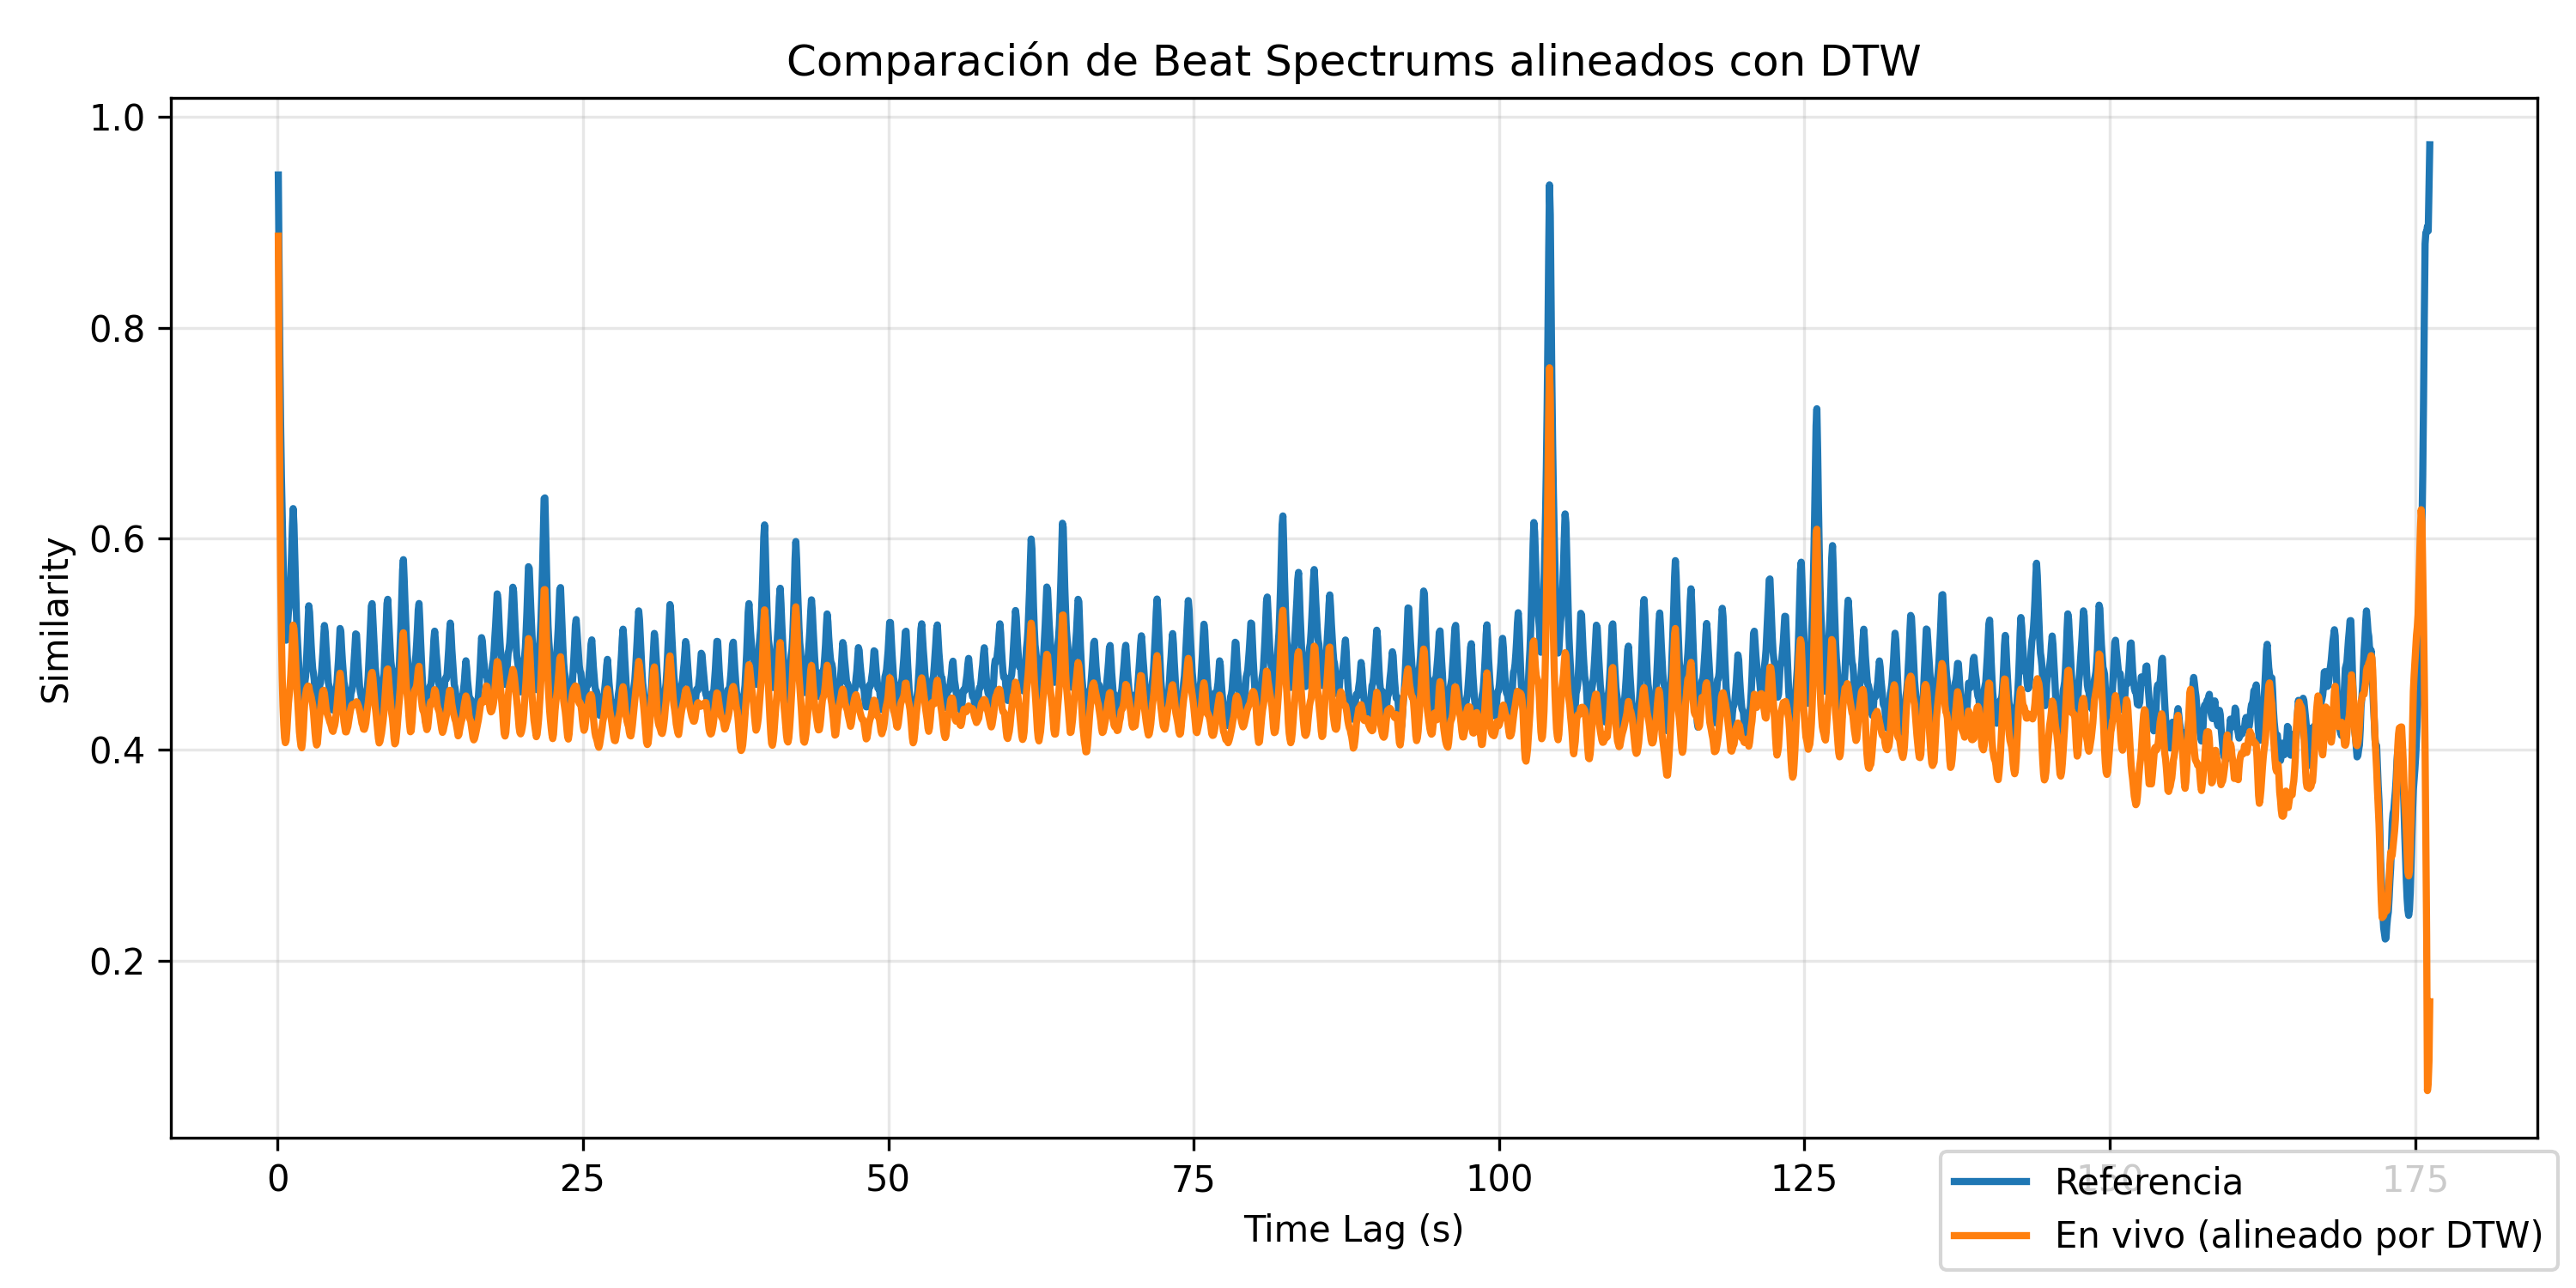 Comparación de Beat Spectrums alineados con DTW
1.0
0.8
0.6
0.4
0.2
Similarity
0 25 50 75 100 125 150 175
Time Lag (s)
Referencia
En vivo (alineado por DTW)